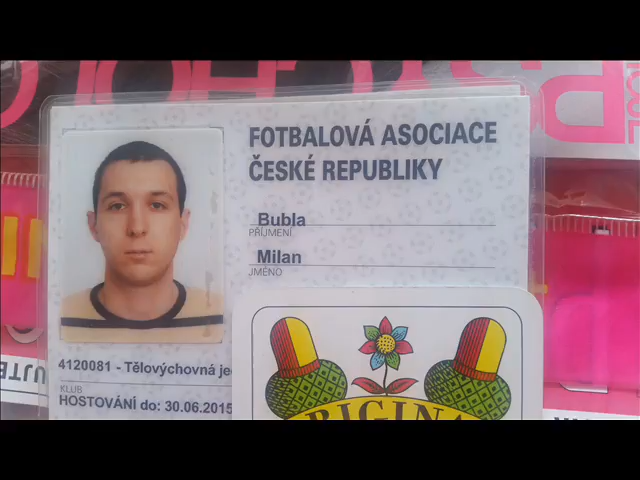 FOTBALOVÁ ASOCIACE
ČESKÉ REPUBLIKY
Bubla
PŘÍJMENÍ
Milan
JMÉNO
4120081 - Tělovýchovná je
KLUB
HOSTOVÁNÍ do: 30.06.2015